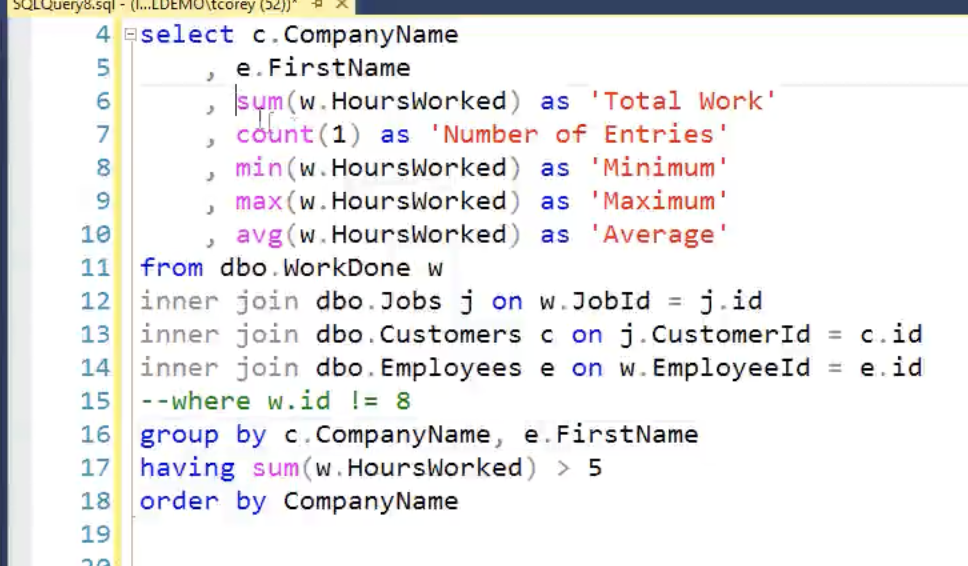 SQLQuery8.sql - (l...LDEMO\tcorey (52))*
4 select c.CompanyName
5 , e.FirstName
6 , sum(w.HoursWorked) as 'Total Work'
7 , count(1) as 'Number of Entries'
8 , min(w.HoursWorked) as 'Minimum'
9 , max(w.HoursWorked) as 'Maximum'
10 , avg(w.HoursWorked) as 'Average'
11 from dbo.WorkDone w
12 inner join dbo.Jobs j on w.JobId = j.id
13 inner join dbo.Customers c on j.CustomerId = c.id
14 inner join dbo.Employees e on w.EmployeeId = e.id
15 --where w.id != 8
16 group by c.CompanyName, e.FirstName
17 having sum(w.HoursWorked) > 5
18 order by CompanyName
19
20